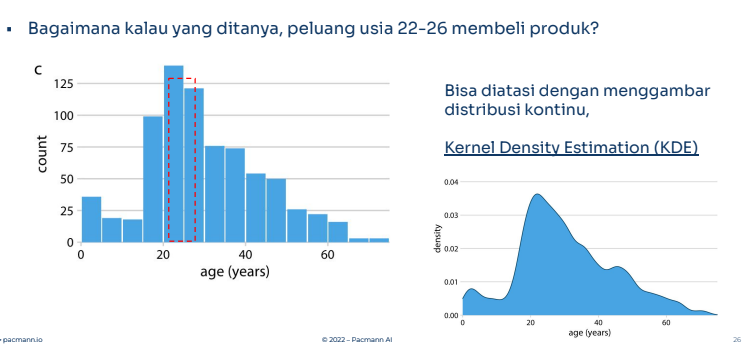 ▪ Bagaimana kalau yang ditanya, peluang usia 22-26 membeli produk?
C
125
100
75
50
25
0
count
0 20 40 60
age (years)
Bisa diatasi dengan menggambar
distribusi kontinu,
Kernel Density Estimation (KDE)
0.04
0.03
0.02
0.01
0.00
density
0 20 40 60
age (years)
• pacmann.io
© 2022 – Pacmann AI
26